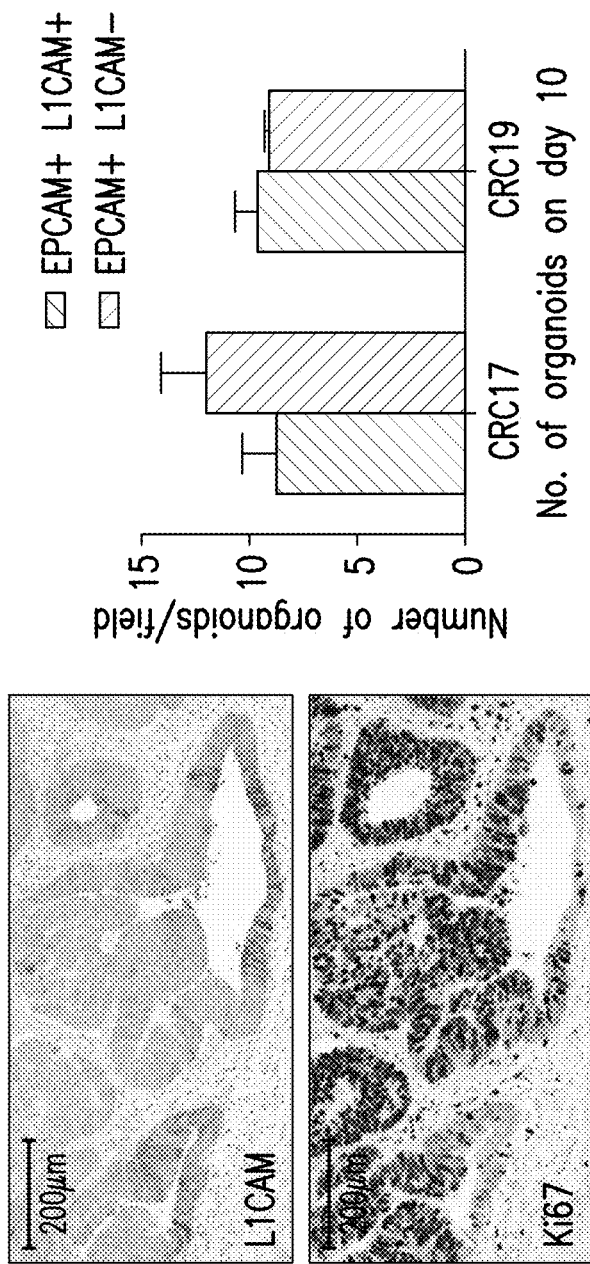 200µm
L1CAM
200µm
Ki67
EPCAM+ L1CAM+
EPCAM+ L1CAM-
Number of organoids/field
15
10
5
0
CRC17
CRC19
No. of organoids on day 10